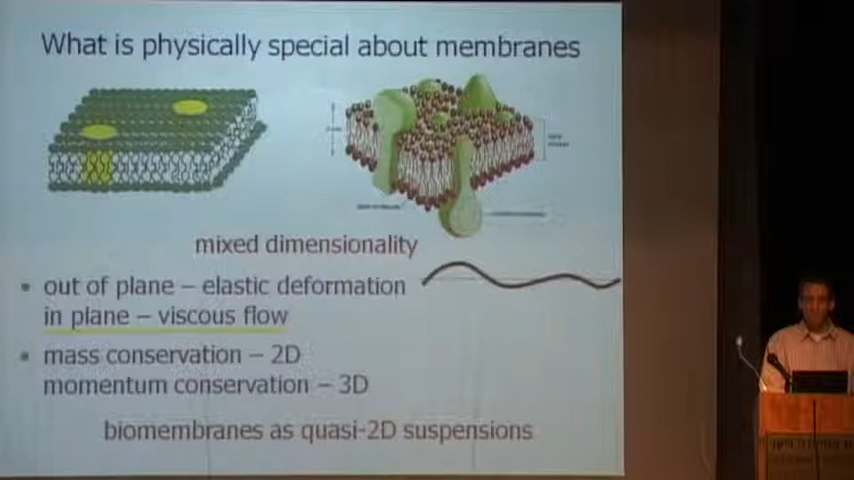 What is physically special about membranes
mixed dimensionality
• out of plane – elastic deformation
in plane – viscous flow
• mass conservation – 2D
momentum conservation – 3D
biomembranes as quasi-2D suspensions